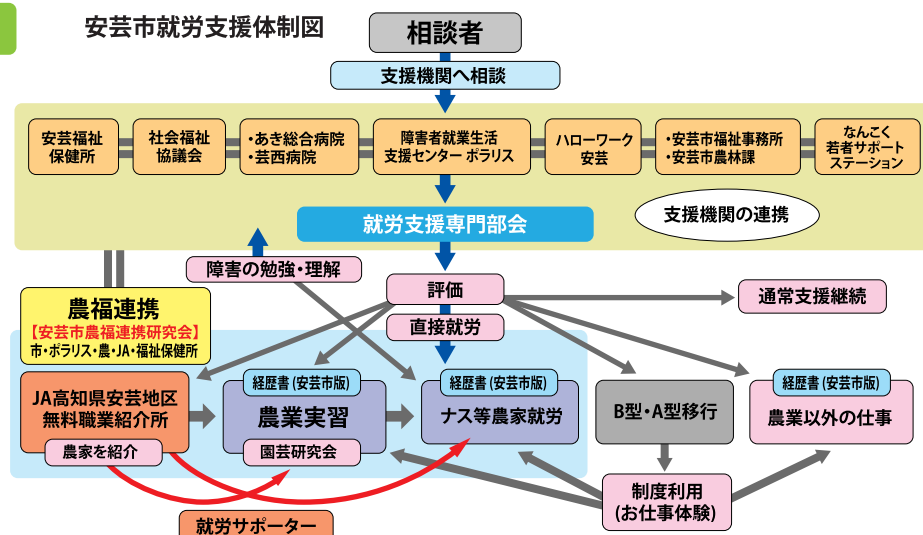 安芸市就労支援体制図
相談者
支援機関へ相談
安芸福祉
保健所
社会福祉
協議会
・あき総合病院
・芸西病院
障害者就業生活
支援センター ポラリス
ハローワーク
安芸
・安芸市福祉事務所
・安芸市農林課
なんこく
若者サポート
ステーション
支援機関の連携
就労支援専門部会
障害の勉強・理解
評価
通常支援継続
農福連携
【安芸市農福連携研究会】
市・ポラリス・農・JA・福祉保健所
直接就労
JA高知県安芸地区
無料職業紹介所
農家を紹介
経歴書(安芸市版)
農業実習
園芸研究会
経歴書(安芸市版)
ナス等農家就労
B型・A型移行
経歴書(安芸市版)
農業以外の仕事
制度利用
(お仕事体験)
就労サポーター